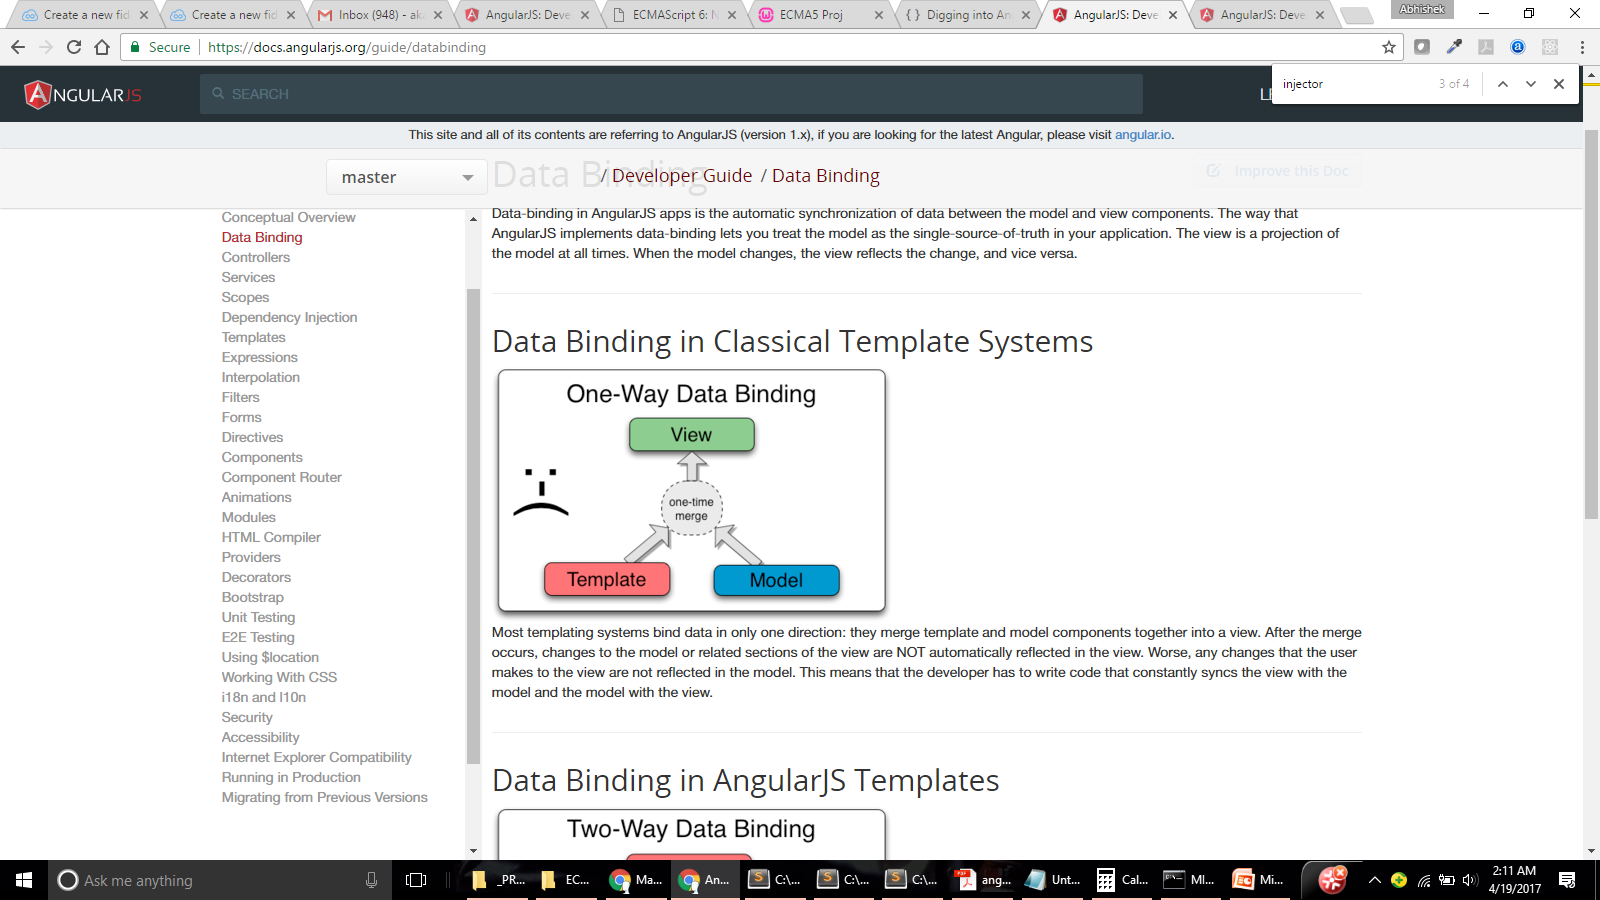 Create a new fid
Create a new fid
Inbox (948) - aka
AngularJS: Deve
ECMAScript 6: N
ECMA5 Proj
Digging into An
AngularJS: Deve
AngularJS: Deve
Abhishek
Secure
https://docs.angularjs.org/guide/databinding
injector
3 of 4
ANGULARJS
SEARCH
This site and all of its contents are referring to AngularJS (version 1.x), if you are looking for the latest Angular, please visit angular.io.
master
Data Binding
/ Developer Guide / Data Binding
Improve this Doc
Conceptual Overview
Data Binding
Controllers
Services
Scopes
Dependency Injection
Templates
Expressions
Interpolation
Filters
Forms
Directives
Components
Component Router
Animations
Modules
HTML Compiler
Providers
Decorators
Bootstrap
Unit Testing
E2E Testing
Using $location
Working With CSS
i18n and l10n
Security
Accessibility
Internet Explorer Compatibility
Running in Production
Migrating from Previous Versions
Data-binding in AngularJS apps is the automatic synchronization of data between the model and view components. The way that
AngularJS implements data-binding lets you treat the model as the single-source-of-truth in your application. The view is a projection of
the model at all times. When the model changes, the view reflects the change, and vice versa.
Data Binding in Classical Template Systems
One-Way Data Binding
View
one-time
merge
Template
Model
Most templating systems bind data in only one direction: they merge template and model components together into a view. After the merge
occurs, changes to the model or related sections of the view are NOT automatically reflected in the view. Worse, any changes that the user
makes to the view are not reflected in the model. This means that the developer has to write code that constantly syncs the view with the
model and the model with the view.
Data Binding in AngularJS Templates
Two-Way Data Binding
Ask me anything
_PR...
EC...
Ma...
An...
C:\...
C:\...
C:\...
ang...
Unt...
Cal...
MI...
Mi...
2:11 AM
4/19/2017